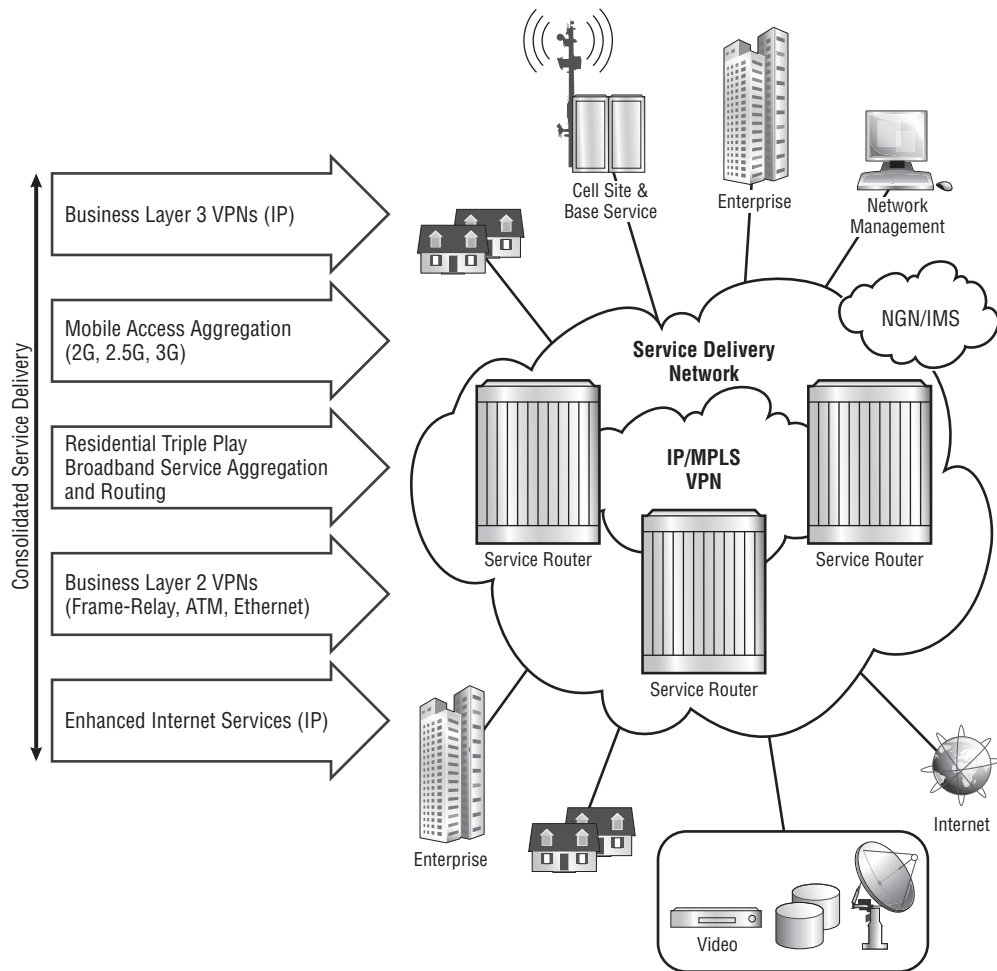 Consolidated Service Delivery
Business Layer 3 VPNs (IP)
Mobile Access Aggregation
(2G, 2.5G, 3G)
Residential Triple Play
Broadband Service Aggregation
and Routing
Business Layer 2 VPNs
(Frame-Relay, ATM, Ethernet)
Enhanced Internet Services (IP)
Cell Site &
Base Service
Enterprise
Network
Management
NGN/IMS
Service Delivery
Network
IP/MPLS
VPN
Service Router
Service Router
Service Router
Enterprise
Internet
Video